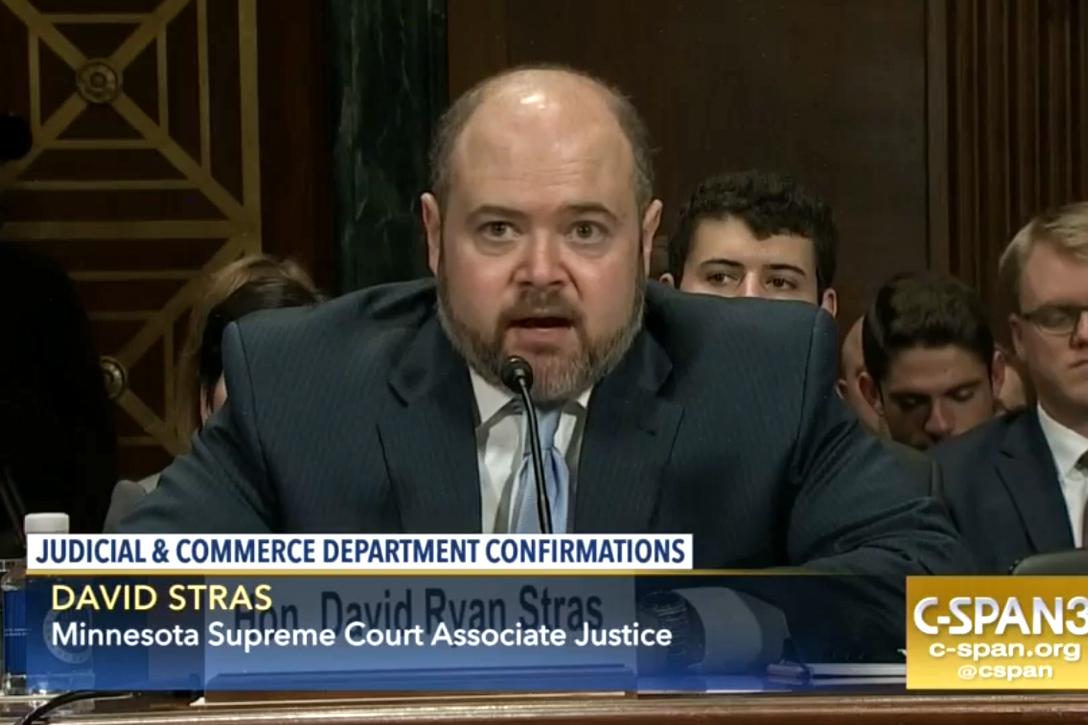 JUDICIAL & COMMERCE DEPARTMENT CONFIRMATIONS
DAVID STRAS
Hon. David Ryan Stras
Minnesota Supreme Court Associate Justice
C-SPAN3
c-span.org
@cspan